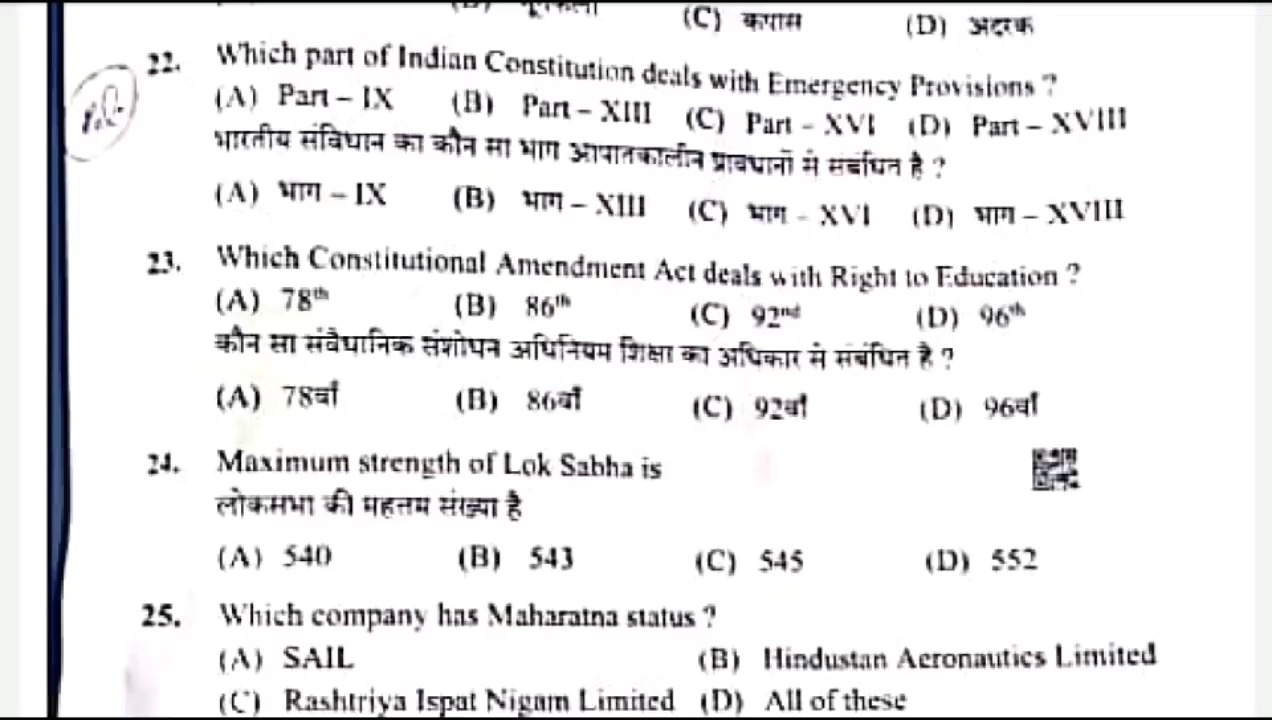 (C) कपास (D) अदरक
22. Which part of Indian Constitution deals with Emergency Provisions ?
(A) Part – IX (B) Part – XIII (C) Part – XVI (D) Part – XVIII
भारतीय संविधान का कौन सा भाग आपातकालीन प्रावधानों से संबंधित है ?
(A) भाग – IX (B) भाग – XIII (C) भाग – XVI (D) भाग – XVIII
23. Which Constitutional Amendment Act deals with Right to Education ?
(A) 78th (B) 86th (C) 92nd (D) 96th
कौन सा संवैधानिक संशोधन अधिनियम शिक्षा का अधिकार से संबंधित है ?
(A) 78वाँ (B) 86वाँ (C) 92वाँ (D) 96वाँ
24. Maximum strength of Lok Sabha is
लोकसभा की महत्तम संख्या है
(A) 540 (B) 543 (C) 545 (D) 552
25. Which company has Maharatna status ?
(A) SAIL (B) Hindustan Aeronautics Limited
(C) Rashtriya Ispat Nigam Limited (D) All of these